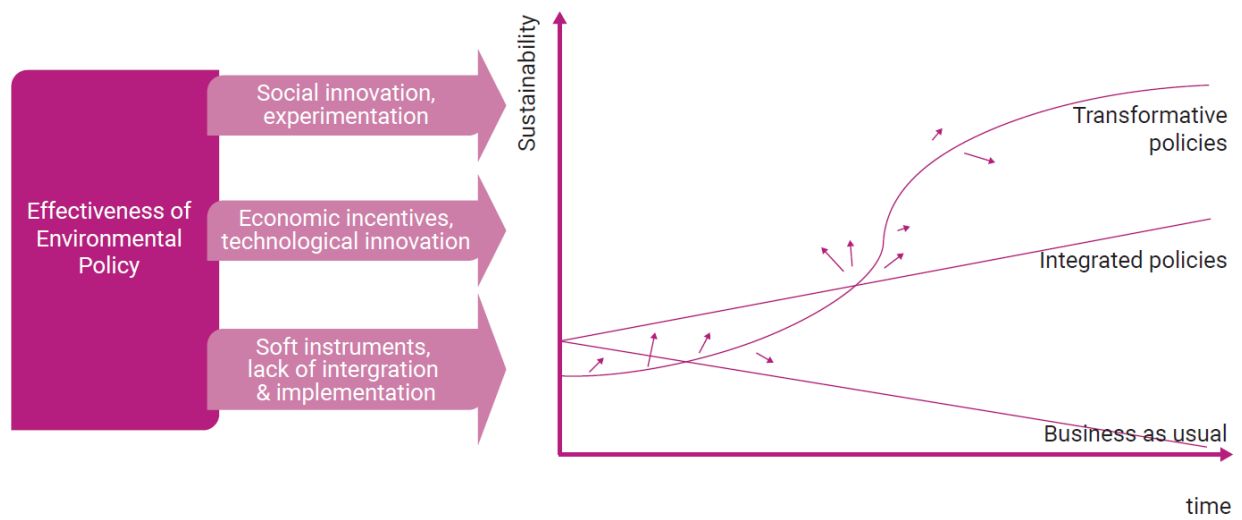 Effectiveness of
Environmental
Policy
Social innovation,
experimentation
Economic incentives,
technological innovation
Soft instruments,
lack of intergration
& implementation
Sustainability
Transformative
policies
Integrated policies
Business as usual
time